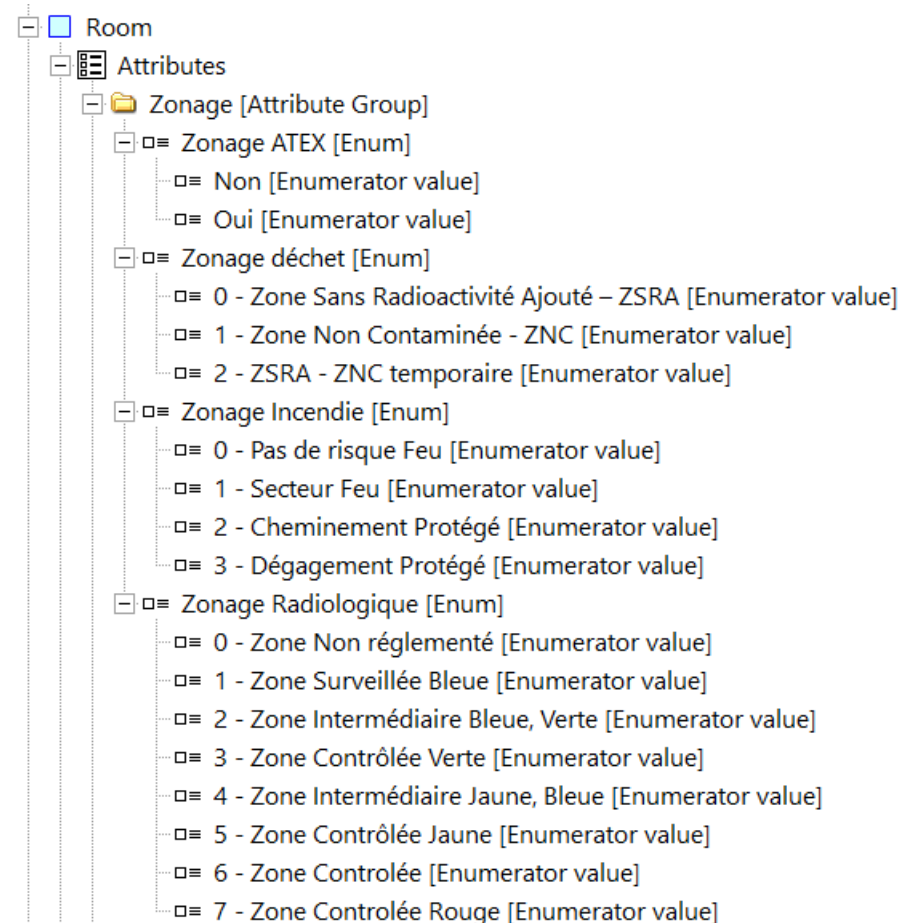 Room
Attributes
Zonage [Attribute Group]
Zonage ATEX [Enum]
Non [Enumerator value]
Oui [Enumerator value]
Zonage déchet [Enum]
0 - Zone Sans Radioactivité Ajouté – ZSRA [Enumerator value]
1 - Zone Non Contaminée - ZNC [Enumerator value]
2 - ZSRA - ZNC temporaire [Enumerator value]
Zonage Incendie [Enum]
0 - Pas de risque Feu [Enumerator value]
1 - Secteur Feu [Enumerator value]
2 - Cheminement Protégé [Enumerator value]
3 - Dégagement Protégé [Enumerator value]
Zonage Radiologique [Enum]
0 - Zone Non réglementé [Enumerator value]
1 - Zone Surveillée Bleue [Enumerator value]
2 - Zone Intermédiaire Bleue, Verte [Enumerator value]
3 - Zone Contrôlée Verte [Enumerator value]
4 - Zone Intermédiaire Jaune, Bleue [Enumerator value]
5 - Zone Contrôlée Jaune [Enumerator value]
6 - Zone Controlée [Enumerator value]
7 - Zone Controlée Rouge [Enumerator value]